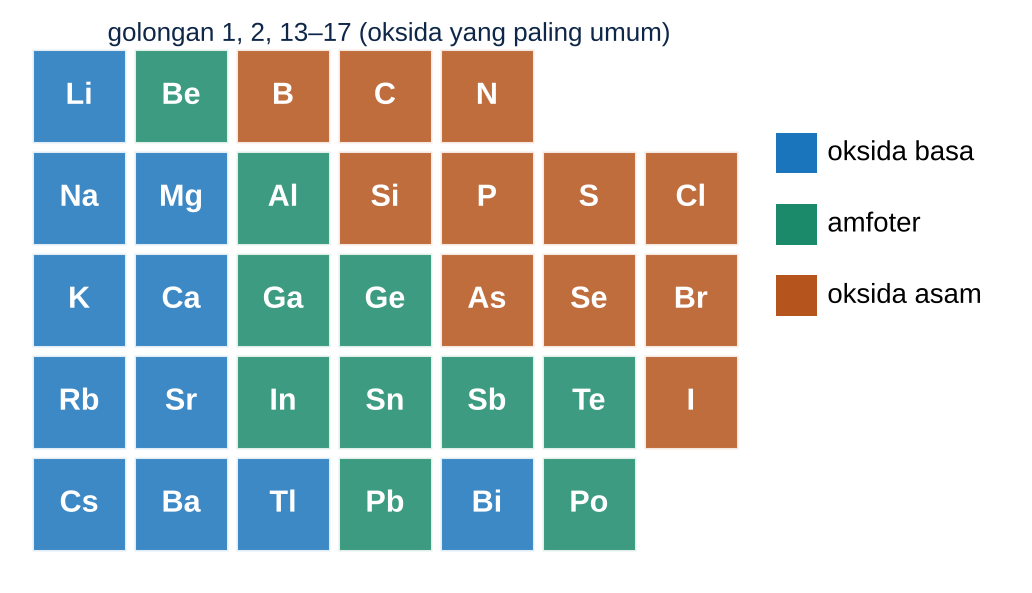 golongan 1, 2, 13–17 (oksida yang paling umum)
Li Be B C N
Na Mg Al Si P S Cl
K Ca Ga Ge As Se Br
Rb Sr In Sn Sb Te I
Cs Ba Tl Pb Bi Po
oksida basa
amfoter
oksida asam